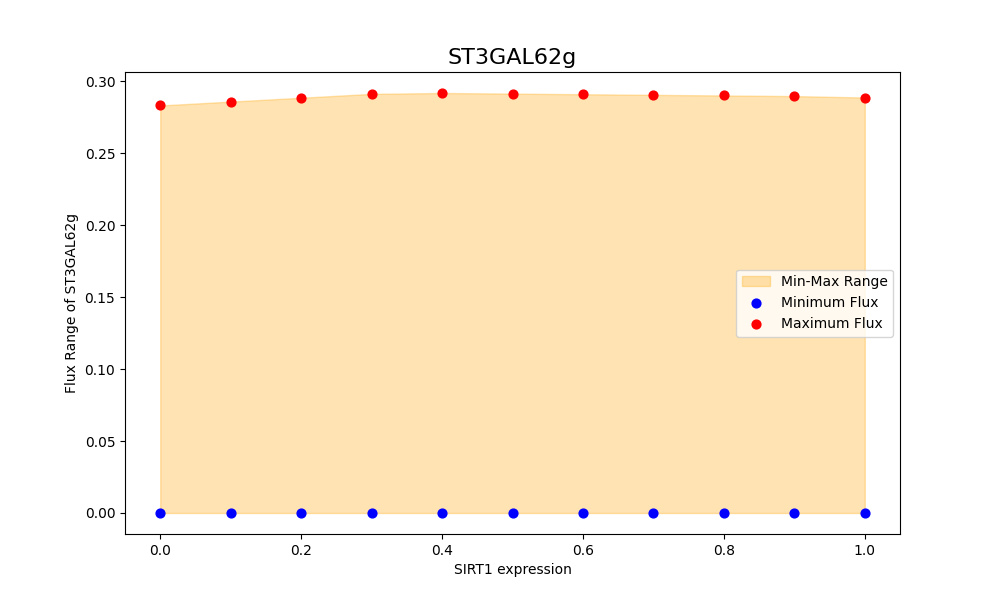 ST3GAL62g
0.30
0.25
0.20
0.15
0.10
0.05
0.00
Flux Range of ST3GAL62g
Min-Max Range
Minimum Flux
Maximum Flux
0.0 0.2 0.4 0.6 0.8 1.0
SIRT1 expression